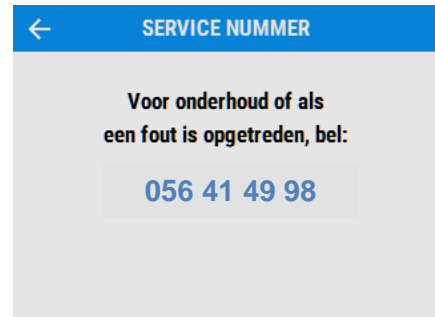 SERVICE NUMMER
Voor onderhoud of als
een fout is opgetreden, bel:
056 41 49 98